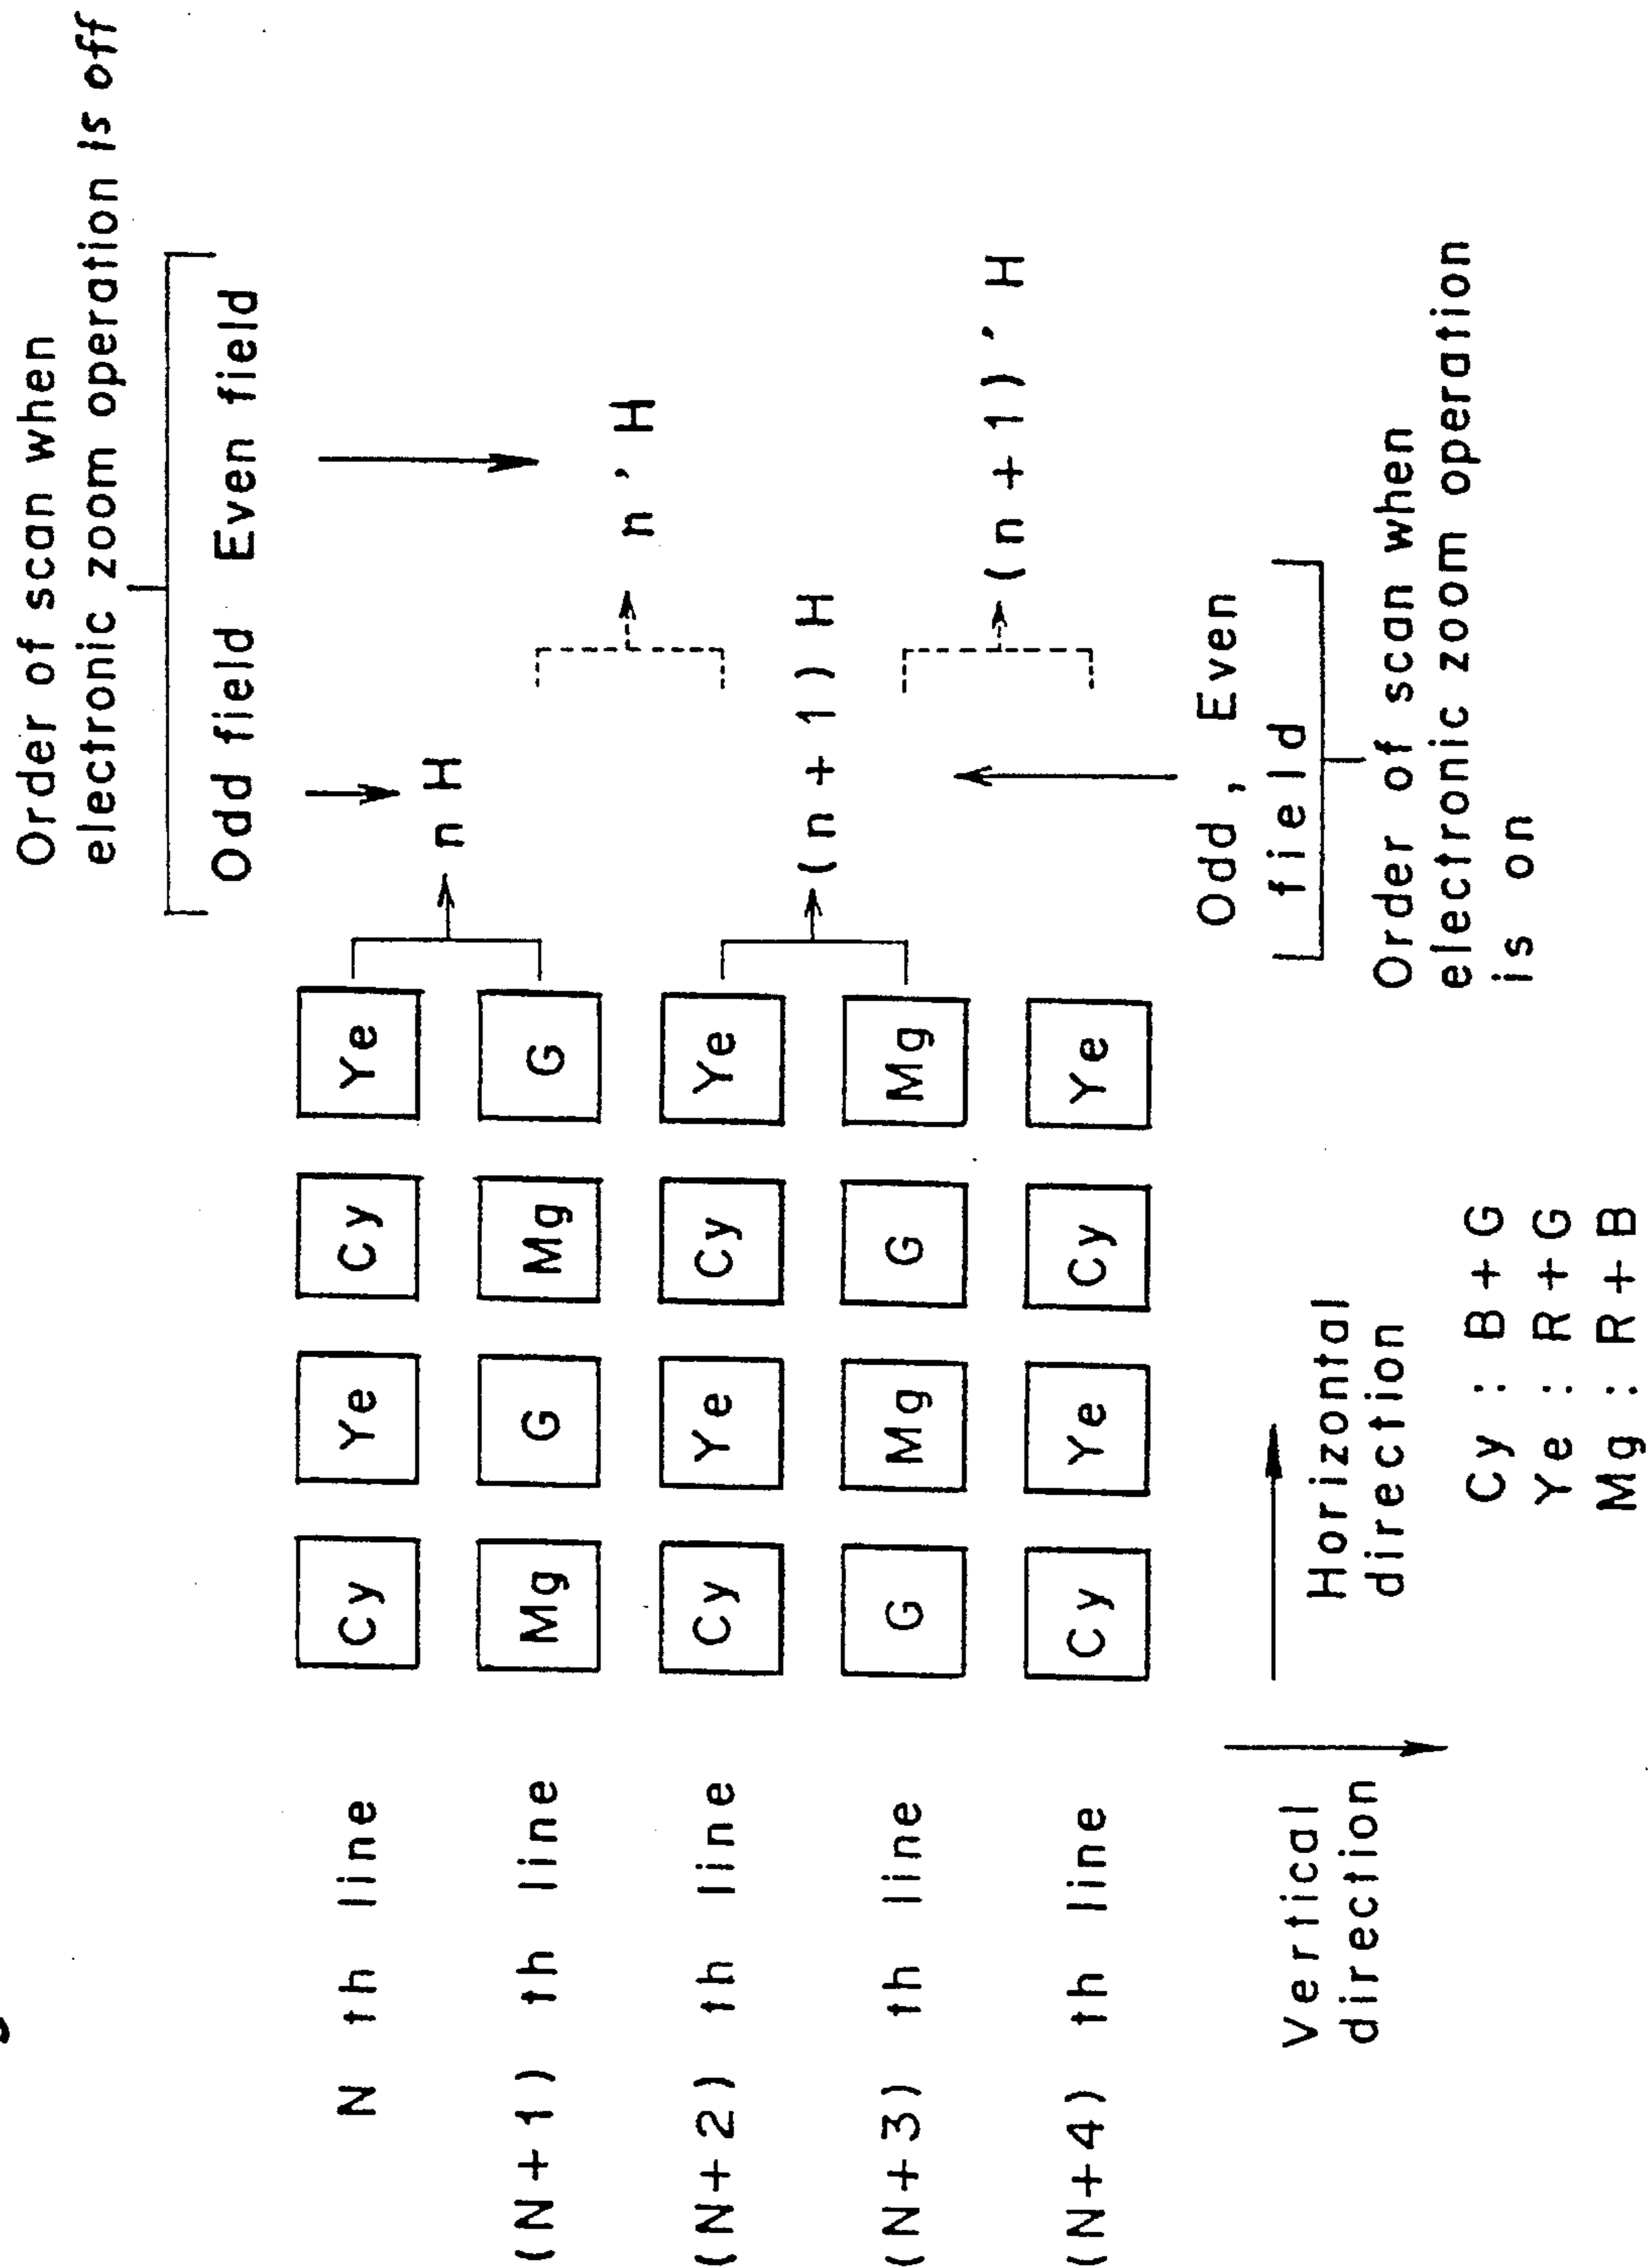 Order of scan when
electronic zoom operation is off
Odd field Even field
N th line Cy Ye Cy Ye
n H
(N+1) th line Mg G Mg G
n ′ H
(N+2) th line Cy Ye Cy Ye
(n+1) H
(N+3) th line G Mg G Mg
(n+1) ′ H
(N+4) th line Cy Ye Cy Ye
Odd, Even
field
Vertical
direction
Horizontal
direction
Order of scan when
electronic zoom operation
is on
Cy : B+G
Ye : R+G
Mg : R+B